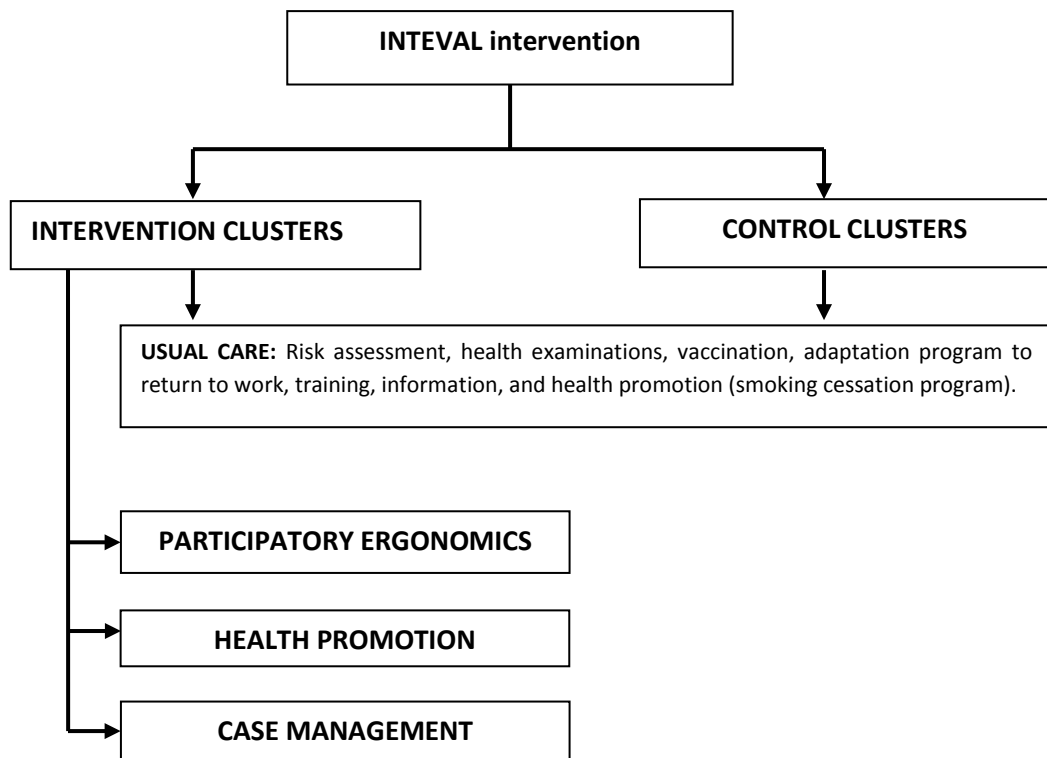 INTEVAL intervention
INTERVENTION CLUSTERS
CONTROL CLUSTERS
USUAL CARE: Risk assessment, health examinations, vaccination, adaptation program to
return to work, training, information, and health promotion (smoking cessation program).
PARTICIPATORY ERGONOMICS
HEALTH PROMOTION
CASE MANAGEMENT